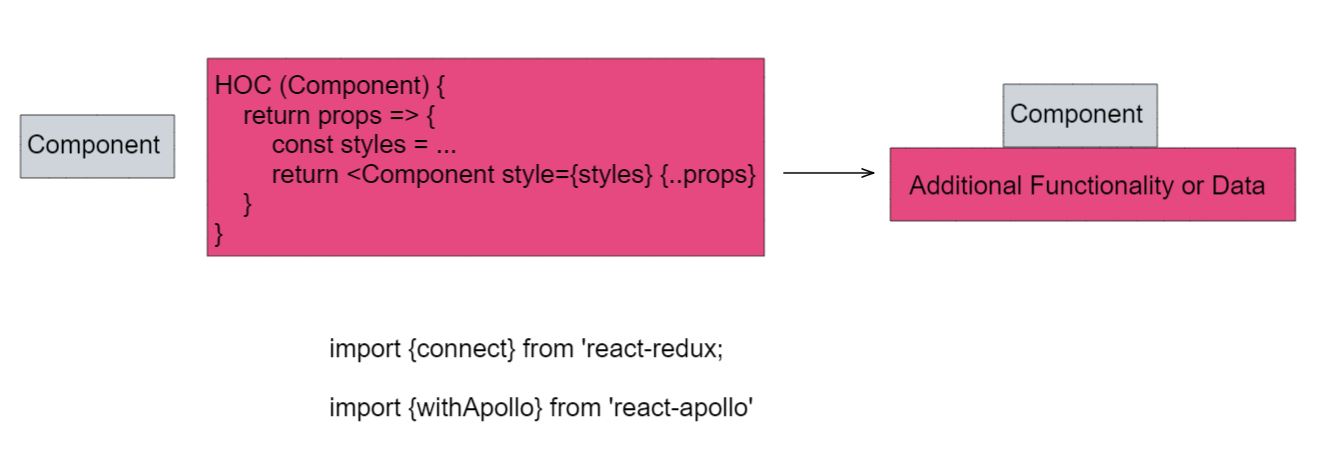 Component
HOC (Component) {
return props => {
const styles = ...
return <Component style={styles} {..props}
}
}
Component
Additional Functionality or Data
import {connect} from 'react-redux;
import {withApollo} from 'react-apollo'